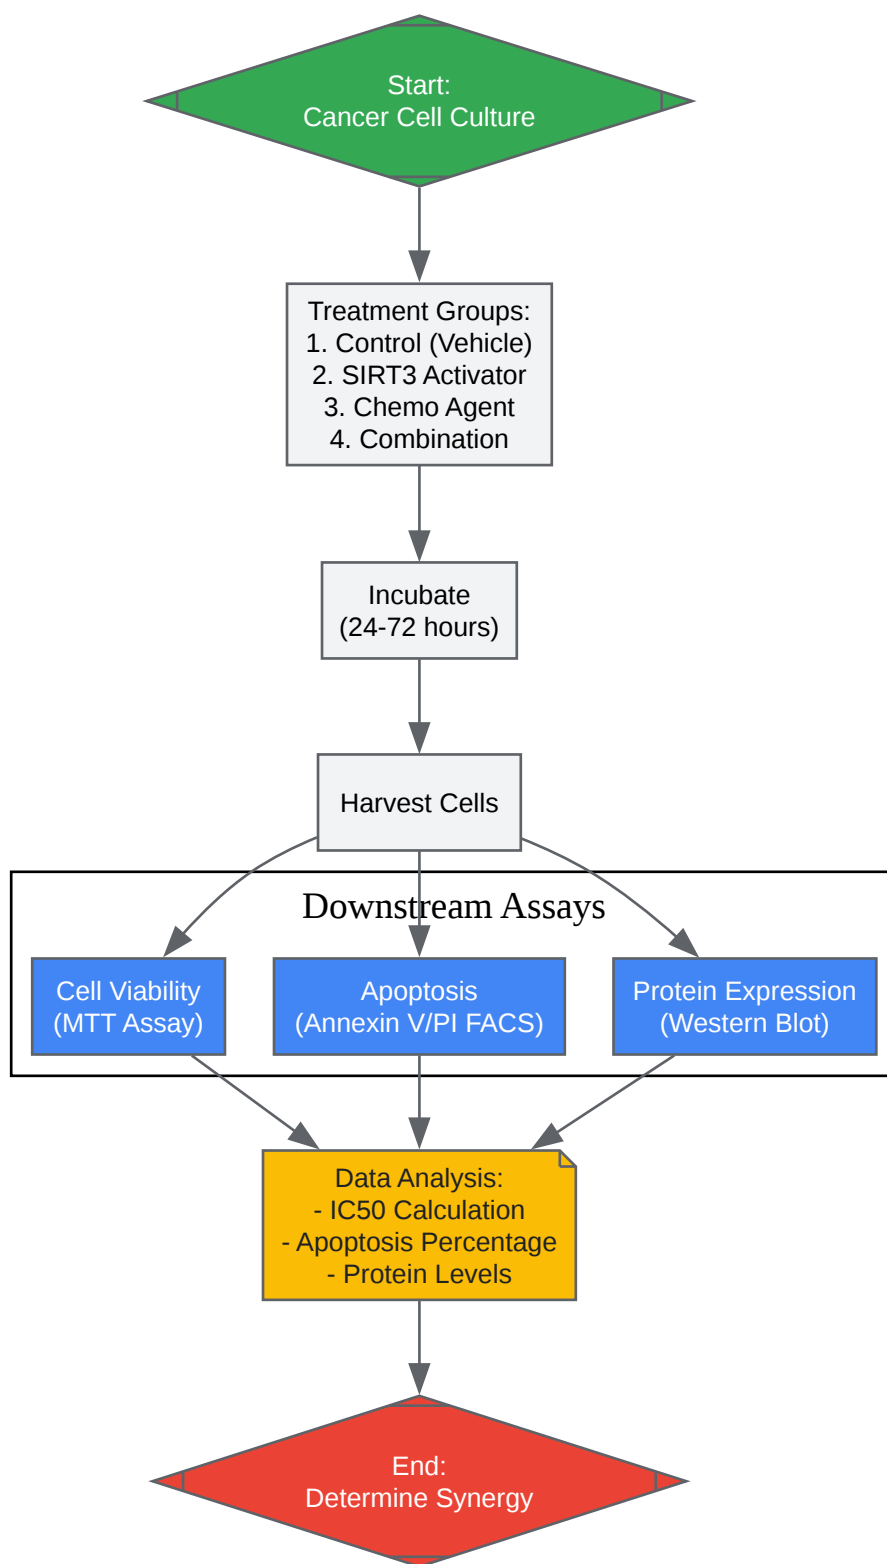 Start:
Cancer Cell Culture
Treatment Groups:
1. Control (Vehicle)
2. SIRT3 Activator
3. Chemo Agent
4. Combination
Incubate
(24-72 hours)
Harvest Cells
Downstream Assays
Cell Viability
(MTT Assay)
Apoptosis
(Annexin V/PI FACS)
Protein Expression
(Western Blot)
Data Analysis:
- IC50 Calculation
- Apoptosis Percentage
- Protein Levels
End:
Determine Synergy